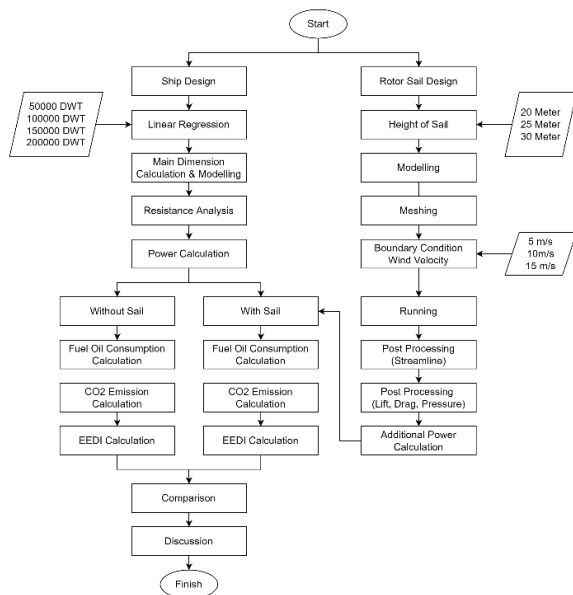 Start
Ship Design
Rotor Sail Design
50000 DWT
100000 DWT
150000 DWT
200000 DWT
Linear Regression
Height of Sail
20 Meter
25 Meter
30 Meter
Main Dimension
Calculation & Modelling
Modelling
Resistance Analysis
Meshing
Power Calculation
Boundary Condition
Wind Velocity
5 m/s
10m/s
15 m/s
Without Sail
With Sail
Running
Fuel Oil Consumption
Calculation
Fuel Oil Consumption
Calculation
Post Processing
(Streamline)
CO2 Emission
Calculation
CO2 Emission
Calculation
Post Processing
(Lift, Drag, Pressure)
EEDI Calculation
EEDI Calculation
Additional Power
Calculation
Comparison
Discussion
Finish